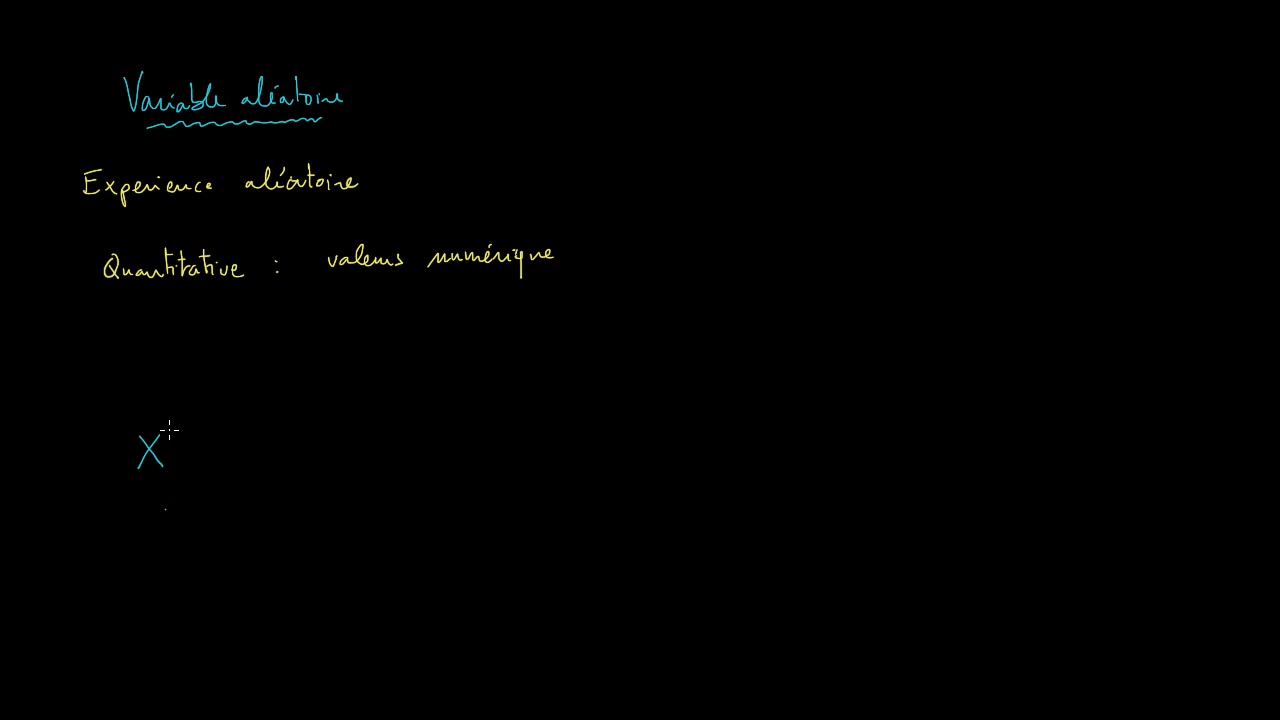 Variable aléatoire
Experience aléatoire
Quantitative : valeurs numérique
X